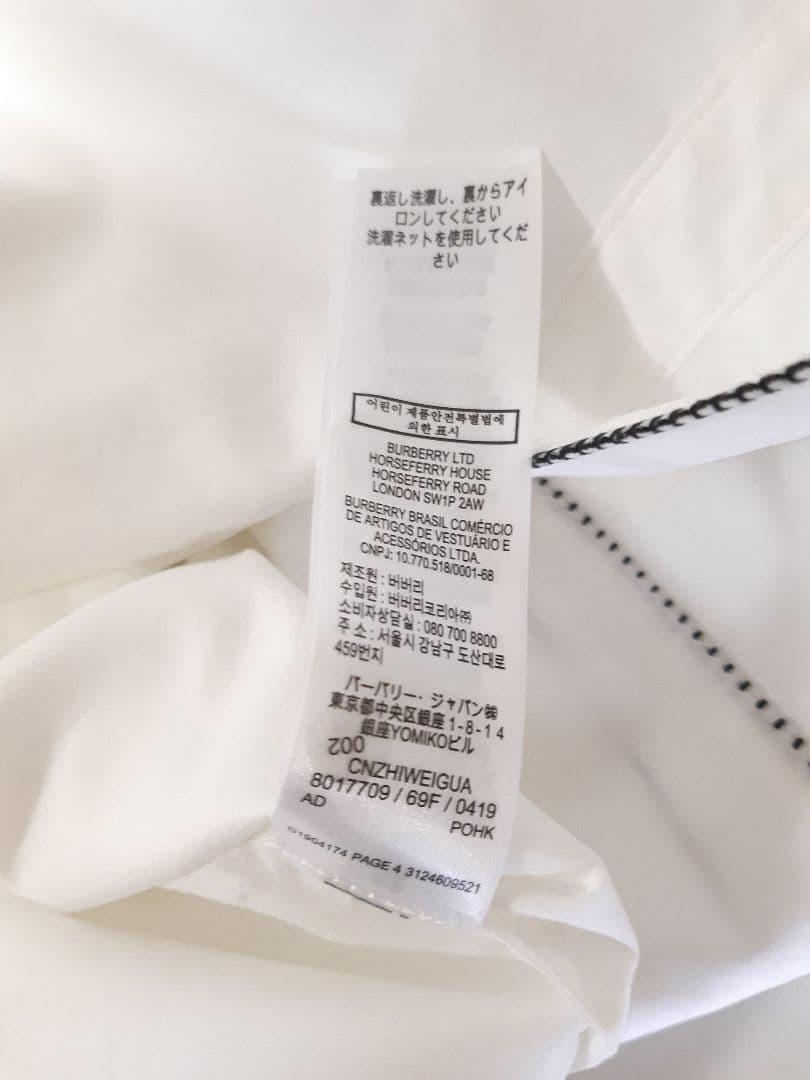 裏返し洗濯し、裏からアイ
ロンしてください
洗濯ネットを使用してくだ
さい
어린이 제품안전특별법에
의한 표시
BURBERRY LTD
HORSEFERRY HOUSE
HORSEFERRY ROAD
LONDON SW1P 2AW
BURBERRY BRASIL COMÉRCIO
DE ARTIGOS DE VESTUÁRIO E
ACESSÓRIOS LTDA.
CNPJ: 10.770.518/0001-68
제조원 : 버버리
수입원 : 버버리코리아㈜
소비자상담실 : 080 700 8800
주 소 : 서울시 강남구 도산대로
459번지
バーバリー・ジャパン㈱
東京都中央区銀座 1-8-1 4
銀座YOMIKOビル
002
CNZHIWEIGUA
8017709 / 69F / 0419
AD
POHK
PAGE 4 3124609521